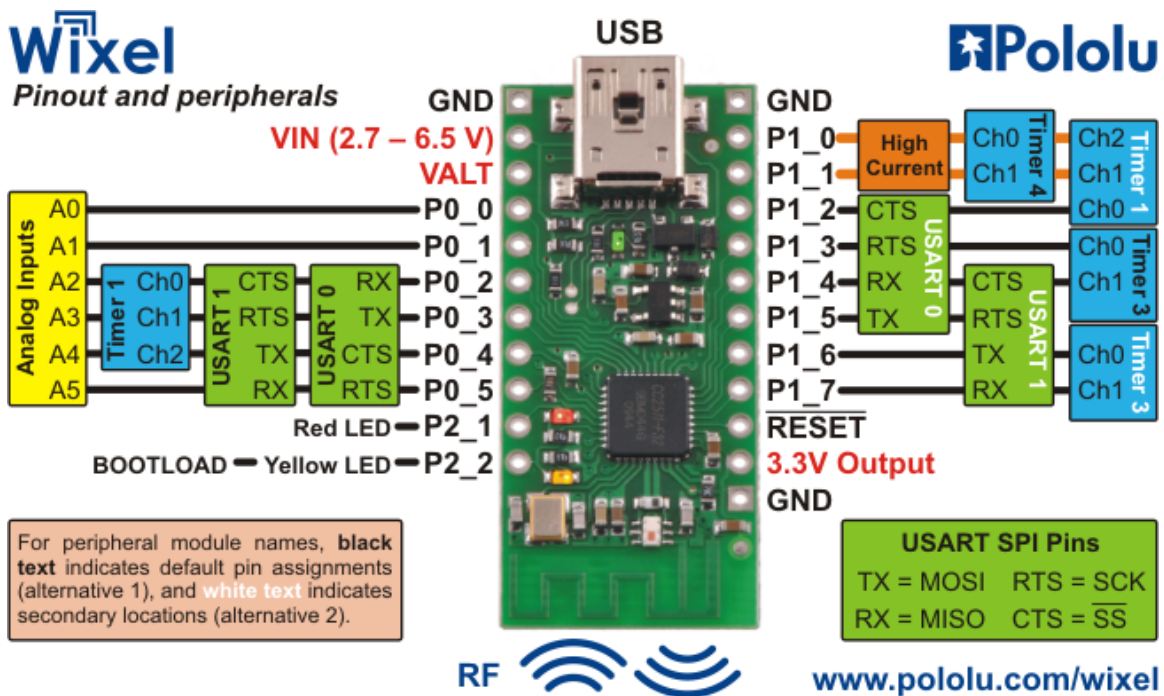 Wixel
Pinout and peripherals
USB
Pololu
GND
VIN (2.7 – 6.5 V)
VALT
P0_0
P0_1
P0_2
P0_3
P0_4
P0_5
P2_1
P2_2
Analog Inputs
A0
A1
A2
A3
A4
A5
Timer 1
Ch0
Ch1
Ch2
USART 1
CTS
RTS
TX
RX
USART 0
RX
TX
CTS
RTS
Red LED
BOOTLOAD
Yellow LED
GND
P1_0
P1_1
P1_2
P1_3
P1_4
P1_5
P1_6
P1_7
RESET
3.3V Output
GND
High
Current
Ch0
Ch1
Timer 4
Ch2
Ch1
Ch0
Timer 1
CTS
RTS
RX
TX
USART 0
Ch0
Ch1
Timer 3
CTS
RTS
TX
RX
USART 1
Ch0
Ch1
Timer 3
For peripheral module names, black
text indicates default pin assignments
(alternative 1), and white text indicates
secondary locations (alternative 2).
USART SPI Pins
TX = MOSI RTS = SCK
RX = MISO CTS = SS
RF
www.pololu.com/wixel